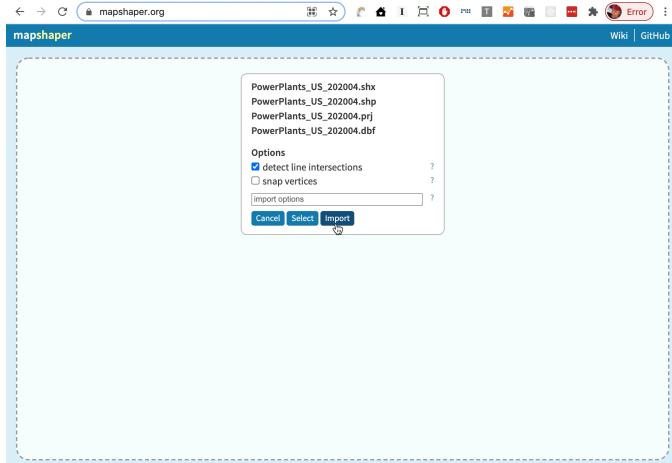 mapshaper.org
Error
mapshaper
Wiki | GitHub
PowerPlants_US_202004.shx
PowerPlants_US_202004.shp
PowerPlants_US_202004.prj
PowerPlants_US_202004.dbf
Options
detect line intersections ?
snap vertices ?
import options ?
Cancel Select Import